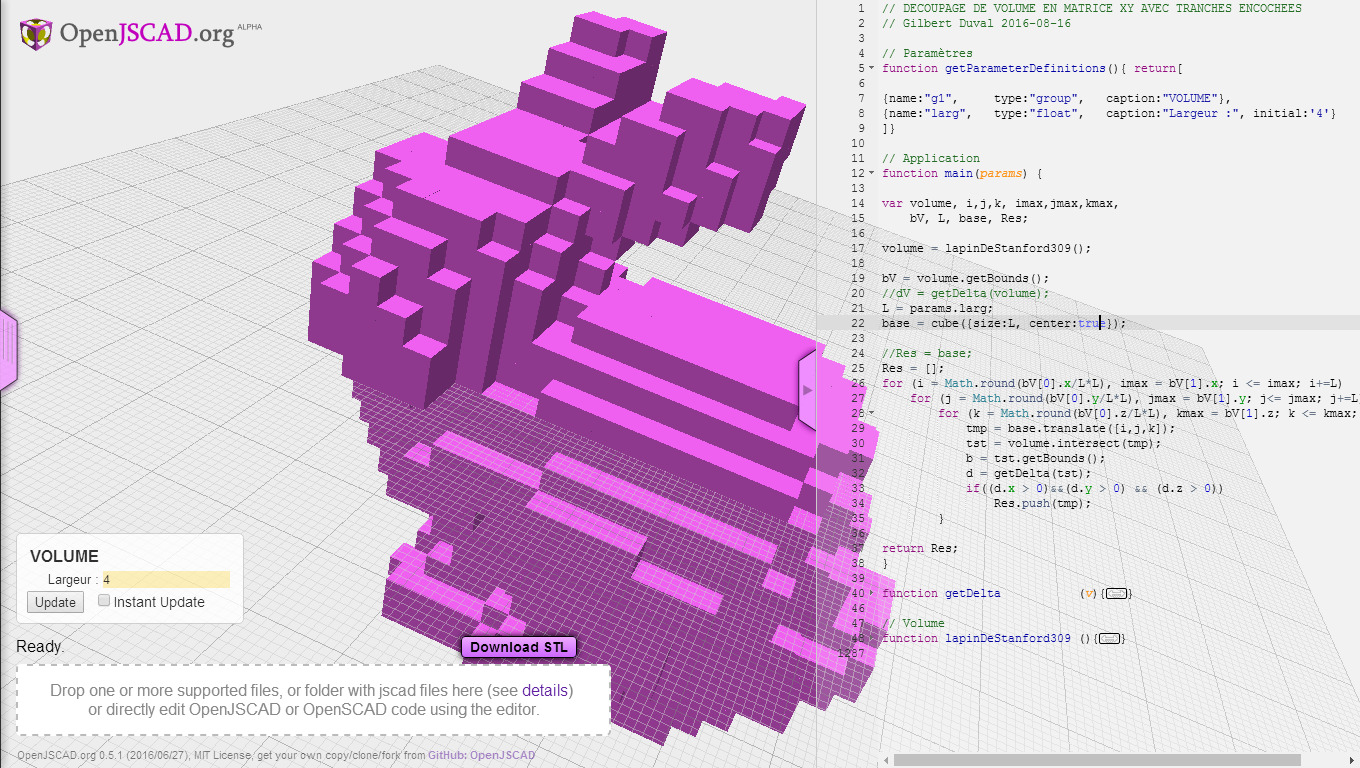 OpenJSCAD.org ALPHA
VOLUME
Largeur : 4
Update Instant Update
Ready.
Download STL
Drop one or more supported files, or folder with jscad files here (see details)
or directly edit OpenJSCAD or OpenSCAD code using the editor.
OpenJSCAD.org 0.5.1 (2016/06/27), MIT License, get your own copy/clone/fork from GitHub: OpenJSCAD
1 // DECOUPAGE DE VOLUME EN MATRICE XY AVEC TRANCHES ENCOCHEES
2 // Gilbert Duval 2016-08-16
3
4 // Paramètres
5 function getParameterDefinitions(){ return[
6
7 {name:"g1", type:"group", caption:"VOLUME"},
8 {name:"larg", type:"float", caption:"Largeur :", initial:'4'}
9 ]}
10
11 // Application
12 function main(params) {
13
14 var volume, i,j,k, imax,jmax,kmax,
15 bV, L, base, Res;
16
17 volume = lapinDeStanford309();
18
19 bV = volume.getBounds();
20 //dV = getDelta(volume);
21 L = params.larg;
22 base = cube({size:L, center:true});
23
24 //Res = base;
25 Res = [];
26 for (i = Math.round(bV[0].x/L*L), imax = bV[1].x; i <= imax; i+=L)
27 for (j = Math.round(bV[0].y/L*L), jmax = bV[1].y; j<= jmax; j+=L
28 for (k = Math.round(bV[0].z/L*L), kmax = bV[1].z; k <= kmax;
29 tmp = base.translate([i,j,k]);
30 tst = volume.intersect(tmp);
31 b = tst.getBounds();
32 d = getDelta(tst);
33 if((d.x > 0)&&(d.y > 0) && (d.z > 0))
34 Res.push(tmp);
35 }
36
37 return Res;
38 }
39
40 function getDelta (v){}
46
47 // Volume
48 function lapinDeStanford309 (){}
1287